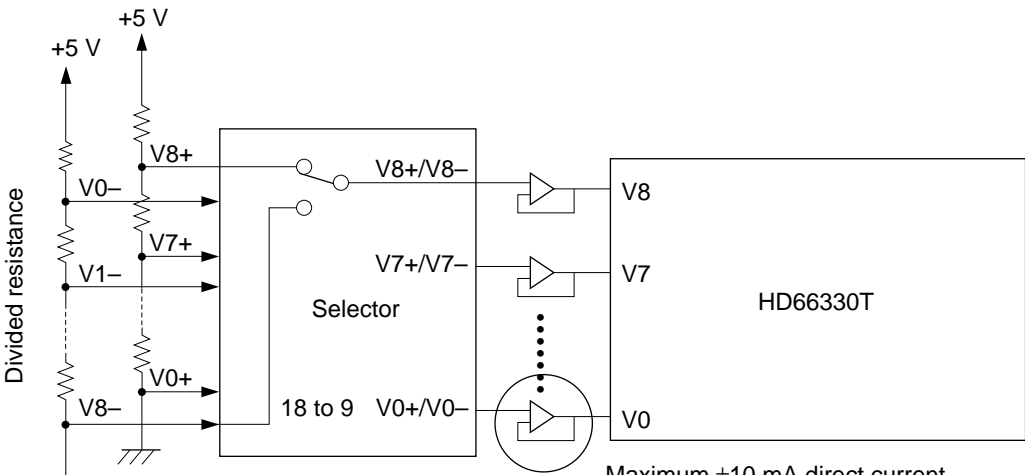 +5 V
+5 V
Divided resistance
V8+
V0–
V7+
V1–
V0+
V8–
V8+/V8–
V7+/V7–
Selector
18 to 9
V0+/V0–
V8
V7
HD66330T
V0
Maximum ±10 mA direct current